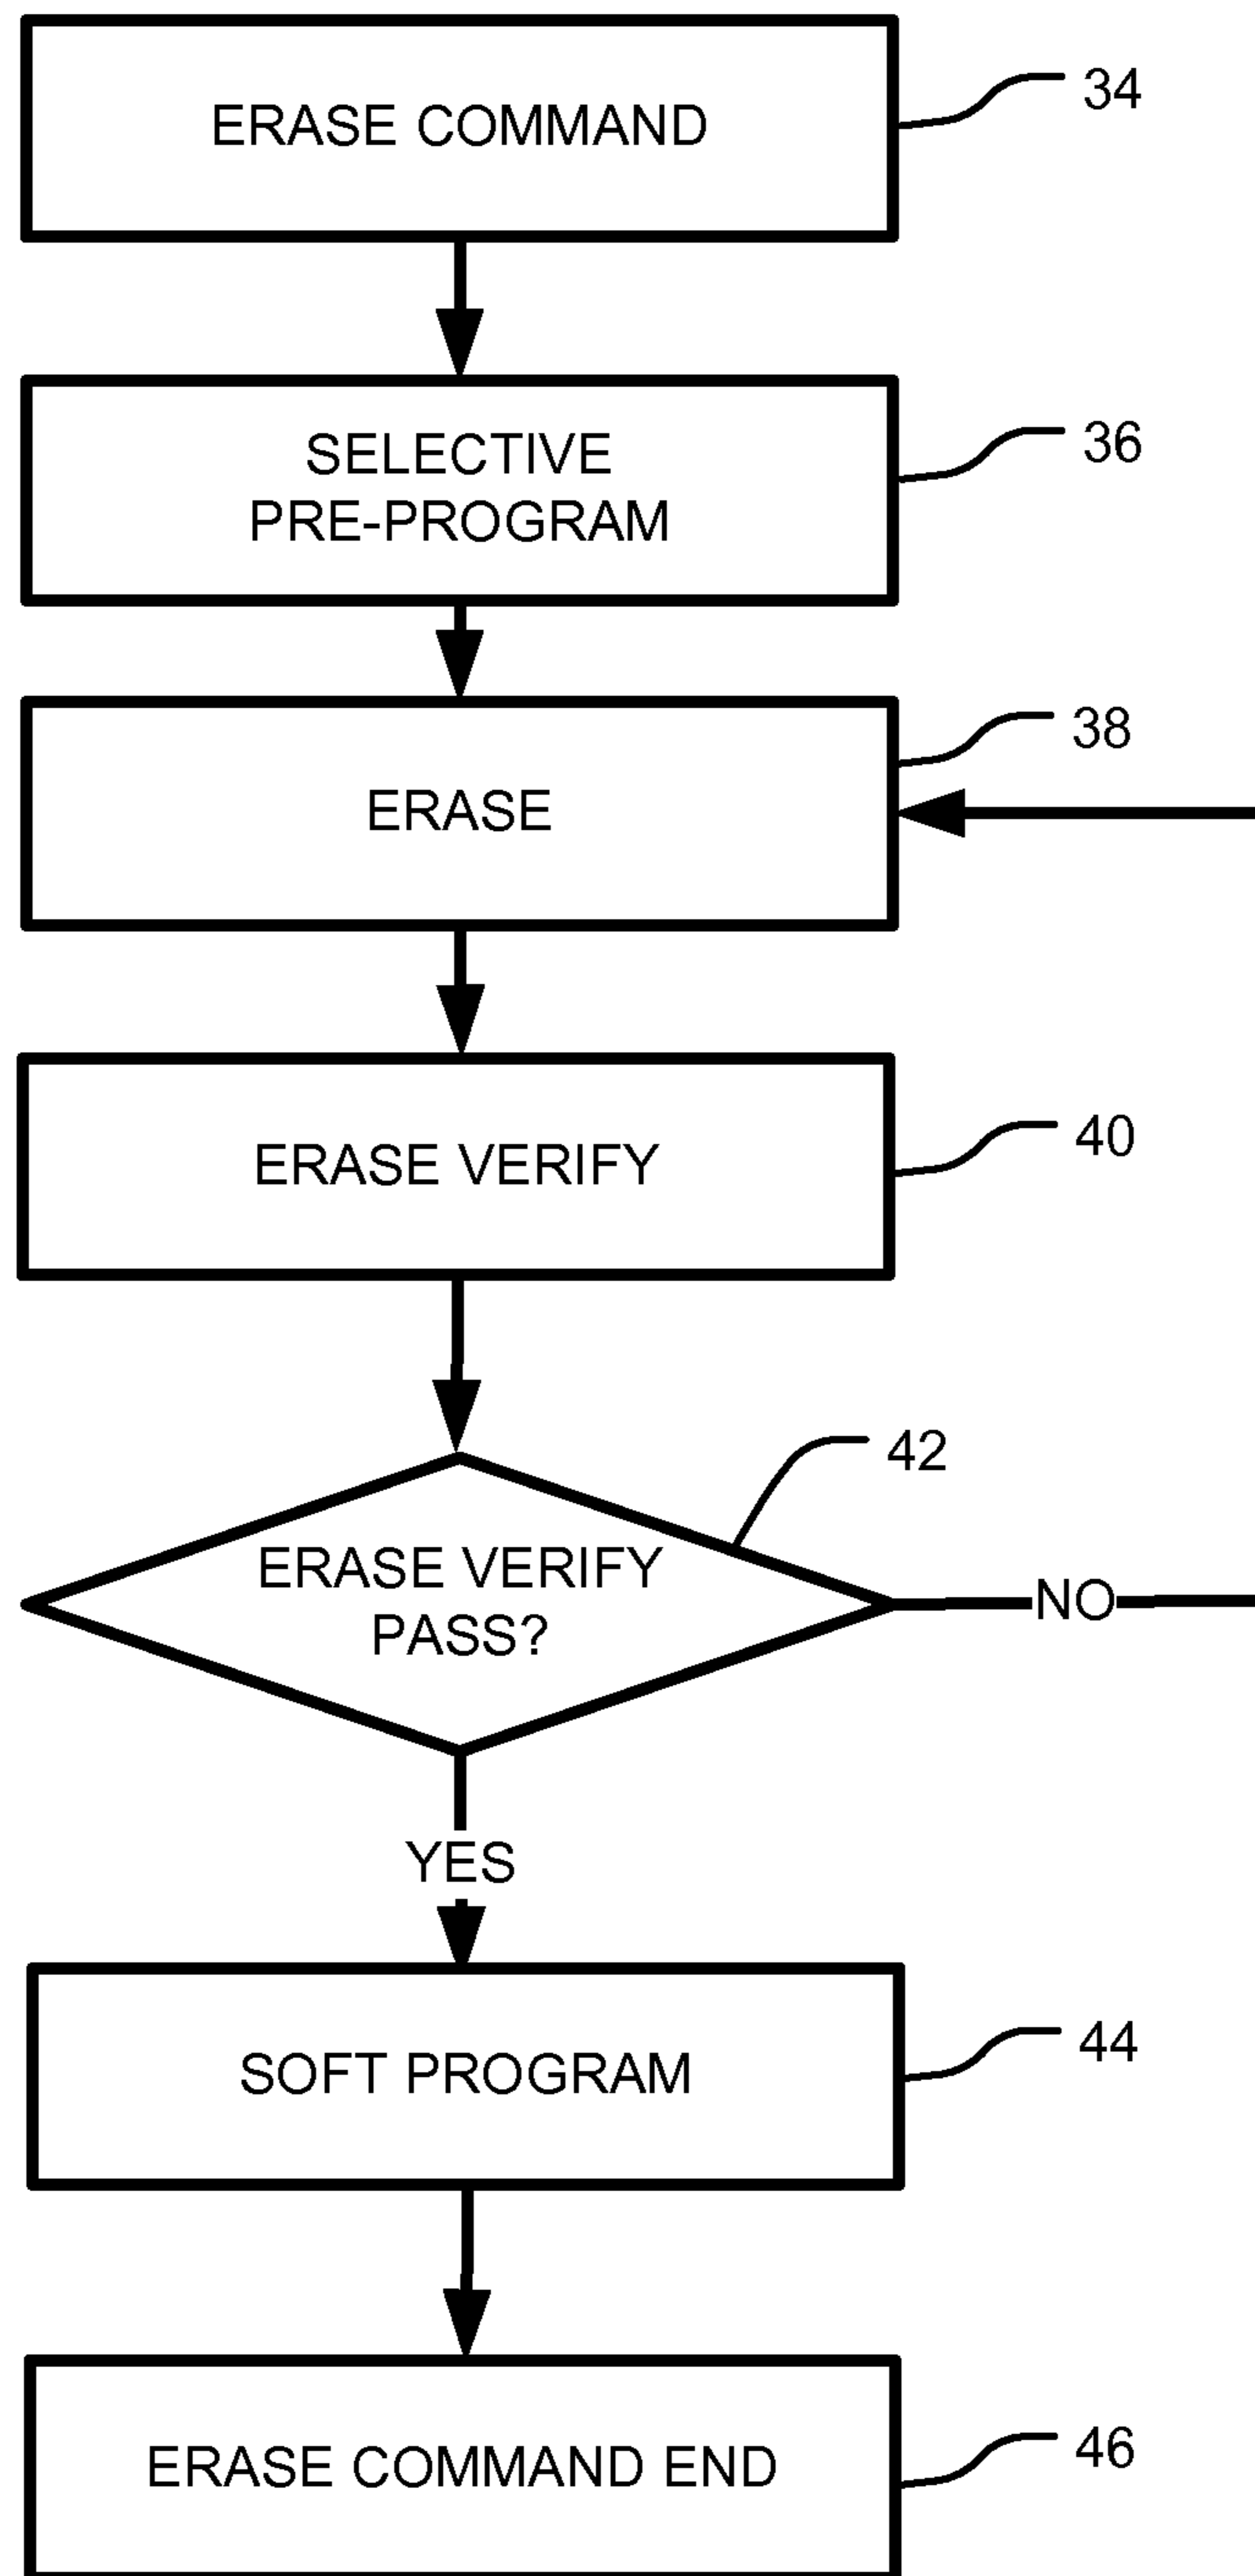 ERASE COMMAND
34
SELECTIVE
PRE-PROGRAM
36
38
ERASE
ERASE VERIFY
40
42
ERASE VERIFY
PASS?
NO
YES
SOFT PROGRAM
44
ERASE COMMAND END
46